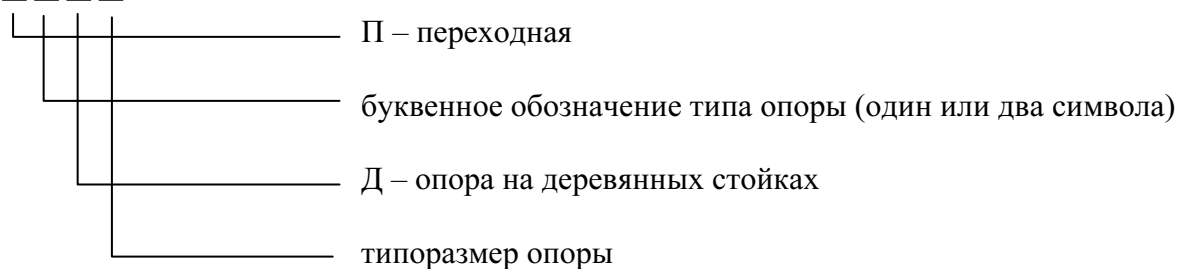 П – переходная
буквенное обозначение типа опоры (один или два символа)
Д – опора на деревянных стойках
типоразмер опоры